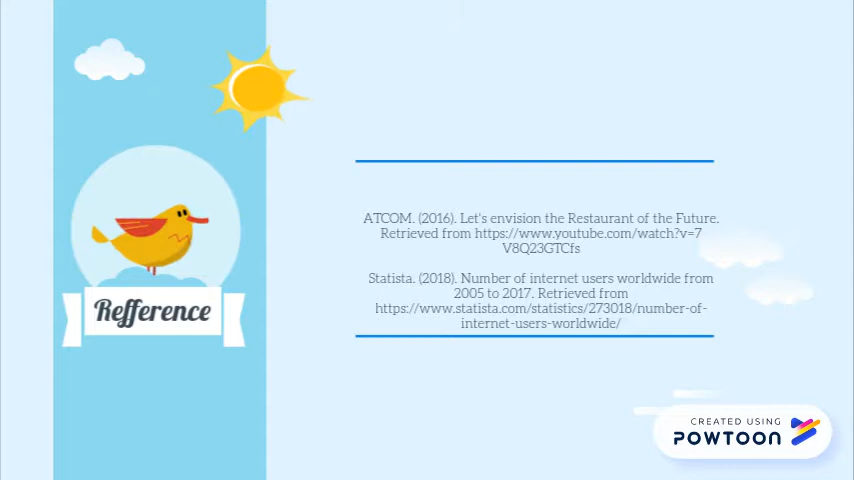 Refference
ATCOM. (2016). Let's envision the Restaurant of the Future.
Retrieved from https://www.youtube.com/watch?v=7
V8Q23GTCfs
Statista. (2018). Number of internet users worldwide from
2005 to 2017. Retrieved from
https://www.statista.com/statistics/273018/number-of-
internet-users-worldwide/
CREATED USING
POWTOON